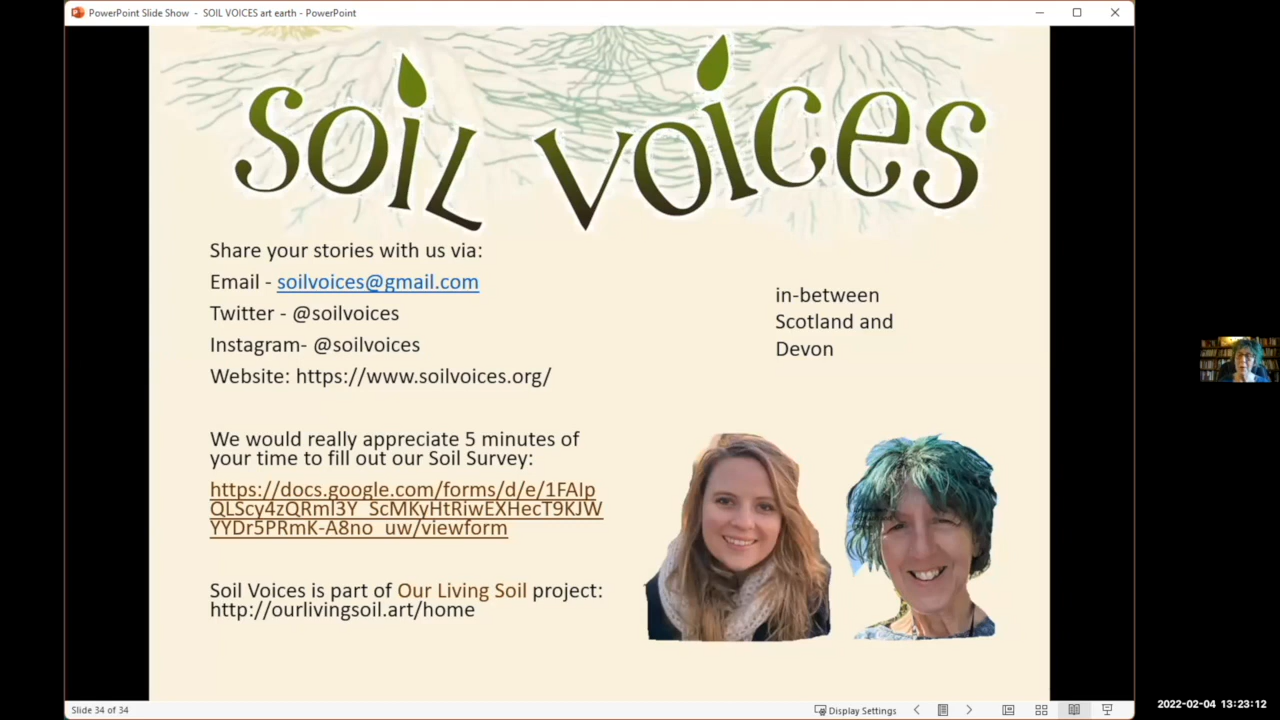 PowerPoint Slide Show - SOIL VOICES art earth - PowerPoint
SOIL VOICES
Share your stories with us via:
Email - soilvoices@gmail.com
Twitter - @soilvoices
Instagram- @soilvoices
Website: https://www.soilvoices.org/
in-between
Scotland and
Devon
We would really appreciate 5 minutes of
your time to fill out our Soil Survey:
https://docs.google.com/forms/d/e/1FAIp
QLScy4zQRml3Y_ScMKyHtRiwEXHecT9KJW
YYDr5PRmK-A8no_uw/viewform
Soil Voices is part of Our Living Soil project:
http://ourlivingsoil.art/home
Slide 34 of 34
Display Settings
2022-02-04 13:23:12